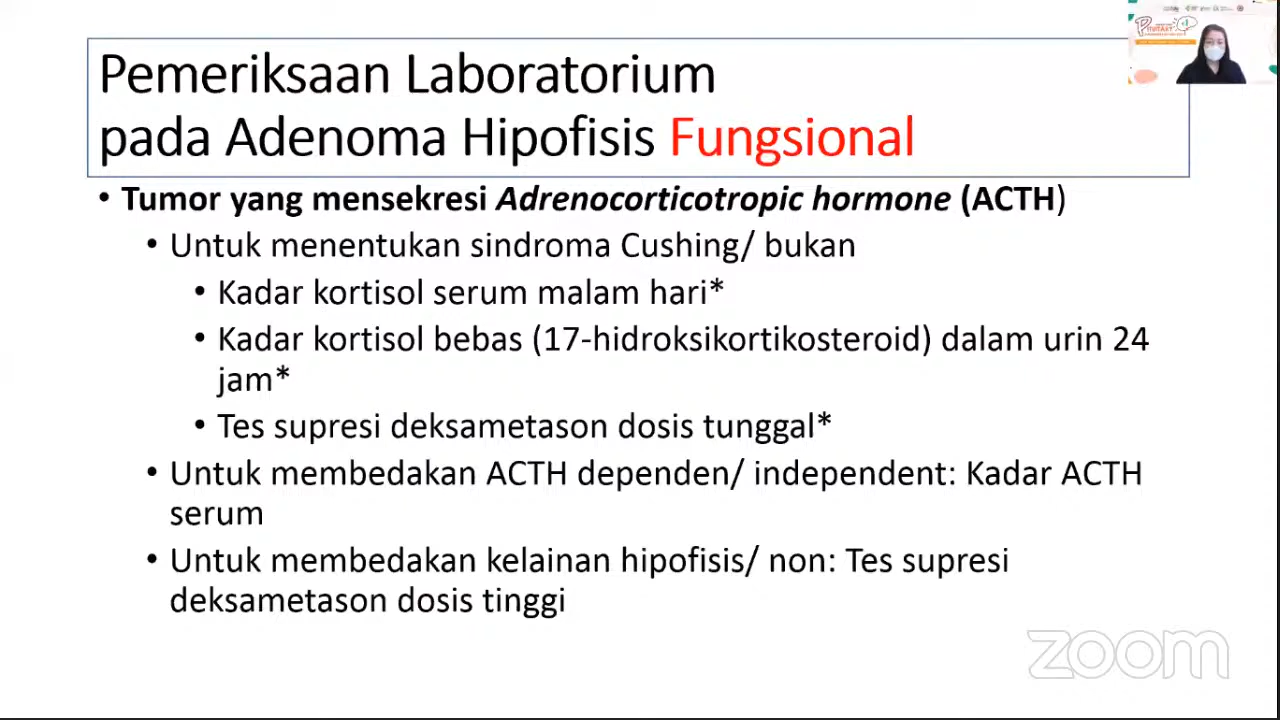 Pemeriksaan Laboratorium
pada Adenoma Hipofisis Fungsional
• Tumor yang mensekresi Adrenocorticotropic hormone (ACTH)
• Untuk menentukan sindroma Cushing/ bukan
• Kadar kortisol serum malam hari*
• Kadar kortisol bebas (17-hidroksikortikosteroid) dalam urin 24
jam*
• Tes supresi deksametason dosis tunggal*
• Untuk membedakan ACTH dependen/ independent: Kadar ACTH
serum
• Untuk membedakan kelainan hipofisis/ non: Tes supresi
deksametason dosis tinggi
zoom